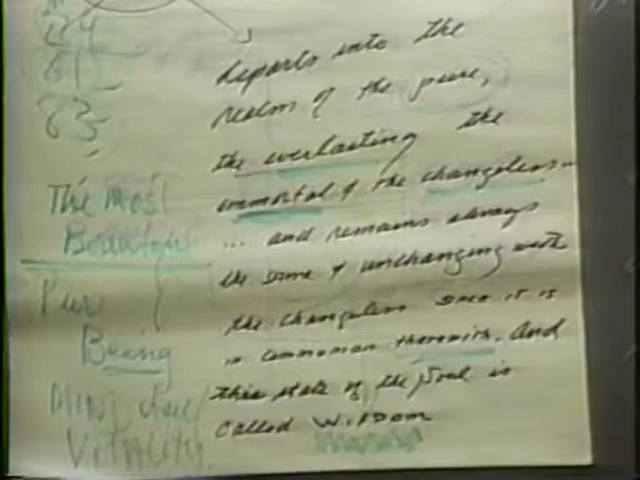 departs into the
realm of the pure,
the everlasting the
immortal & the changeless
... and remains always
the same & unchanging with
the changeless since it is
in communion therewith. And
this state of the Soul is
called Wisdom
84
81
83
The Most
Beautiful
Pure
Being
Mind
Vitality